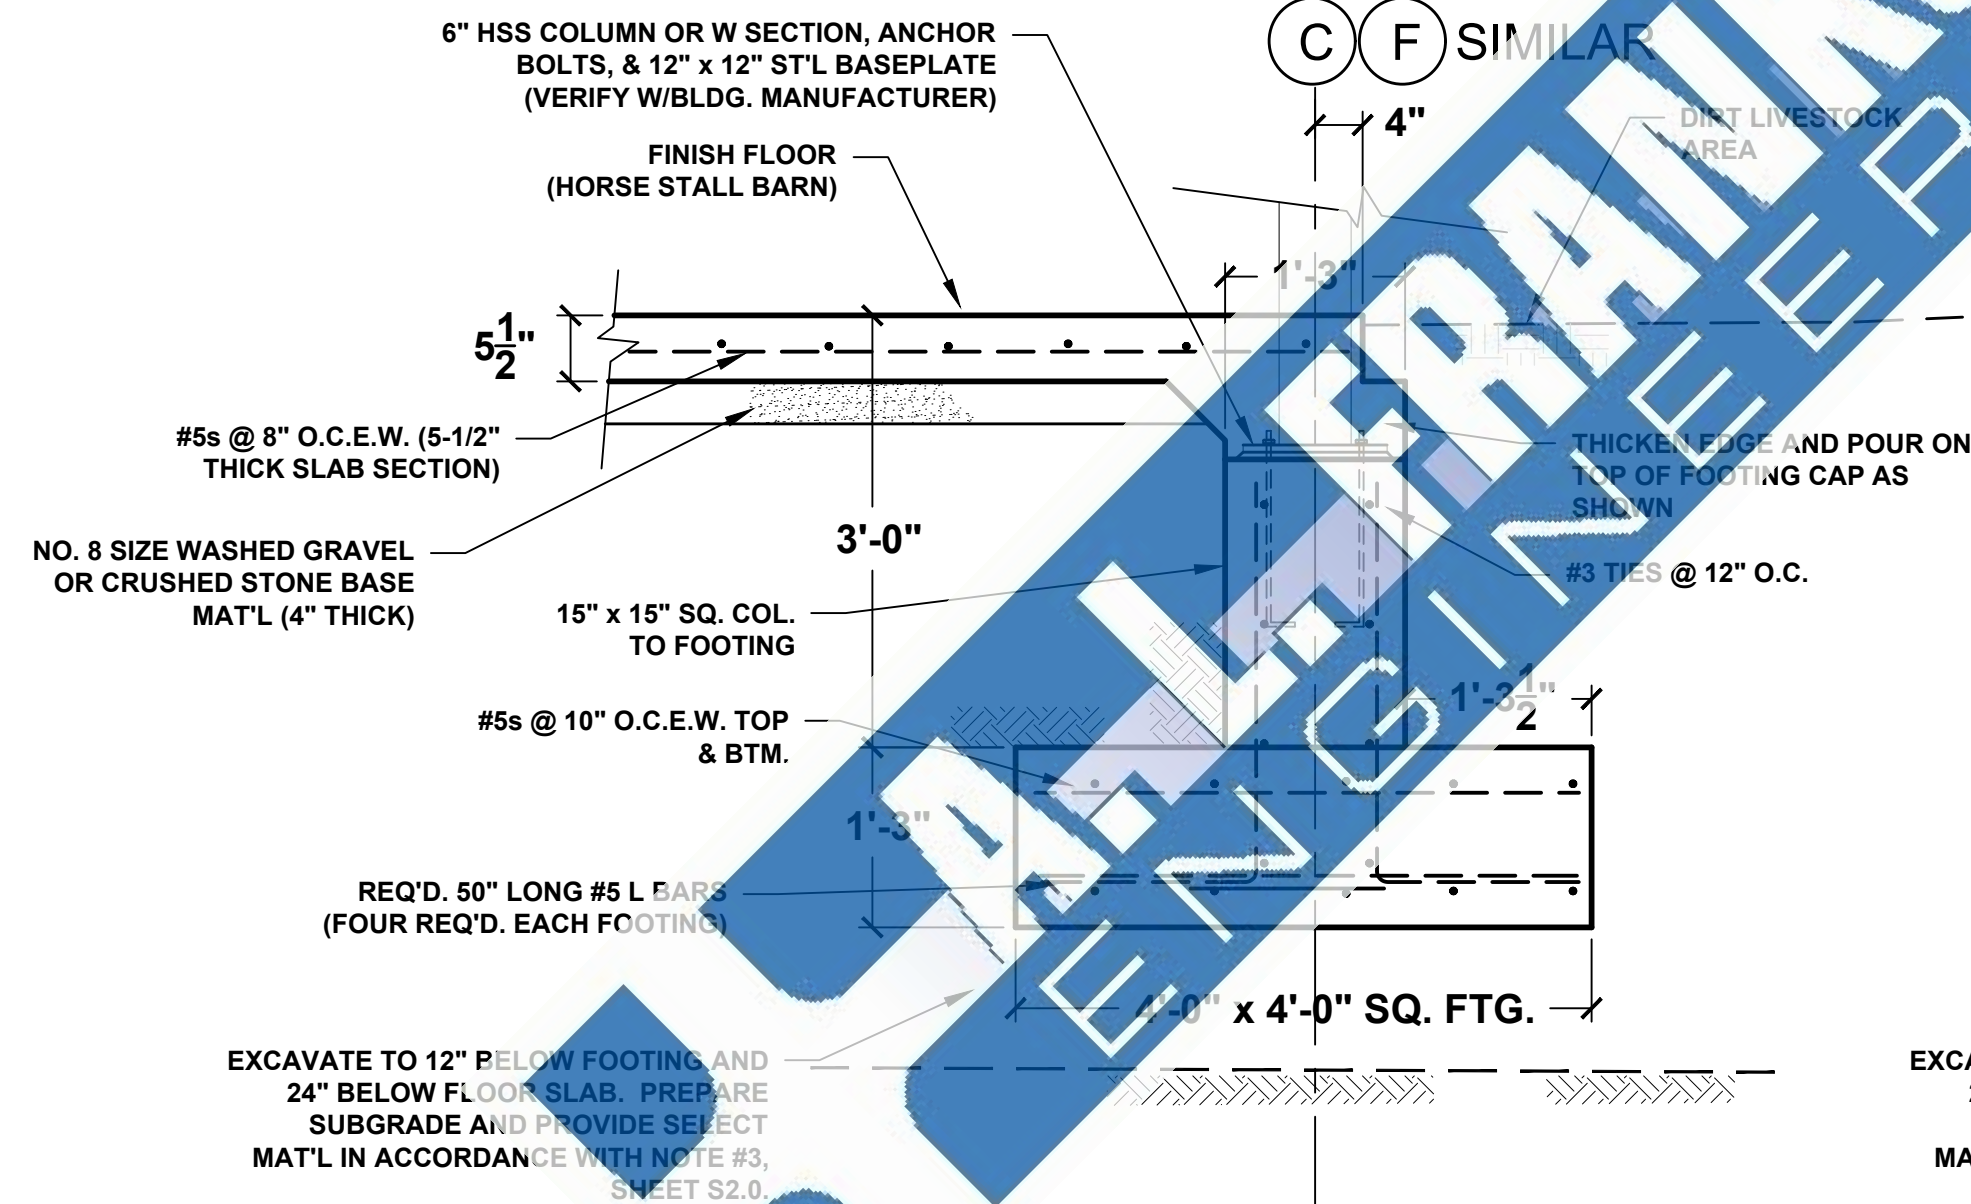 6" HSS COLUMN OR W SECTION, ANCHOR
BOLTS, & 12" x 12" ST'L BASEPLATE
(VERIFY W/BLDG. MANUFACTURER)
C F SIMILAR
4"
DIRT LIVESTOCK
AREA
FINISH FLOOR
(HORSE STALL BARN)
1'-3"
5 1/2"
#5s @ 8" O.C.E.W. (5-1/2"
THICK SLAB SECTION)
THICKEN EDGE AND POUR ON
TOP OF FOOTING CAP AS
SHOWN
3'-0"
NO. 8 SIZE WASHED GRAVEL
OR CRUSHED STONE BASE
MAT'L (4" THICK)
#3 TIES @ 12" O.C.
15" x 15" SQ. COL.
TO FOOTING
1'-3 1/2"
#5s @ 10" O.C.E.W. TOP
& BTM.
1'-3"
REQ'D. 50" LONG #5 L BARS
(FOUR REQ'D. EACH FOOTING)
4'-0" x 4'-0" SQ. FTG.
EXCAVATE TO 12" BELOW FOOTING AND
24" BELOW FLOOR SLAB. PREPARE
SUBGRADE AND PROVIDE SELECT
MAT'L IN ACCORDANCE WITH NOTE #3,
SHEET S2.0.